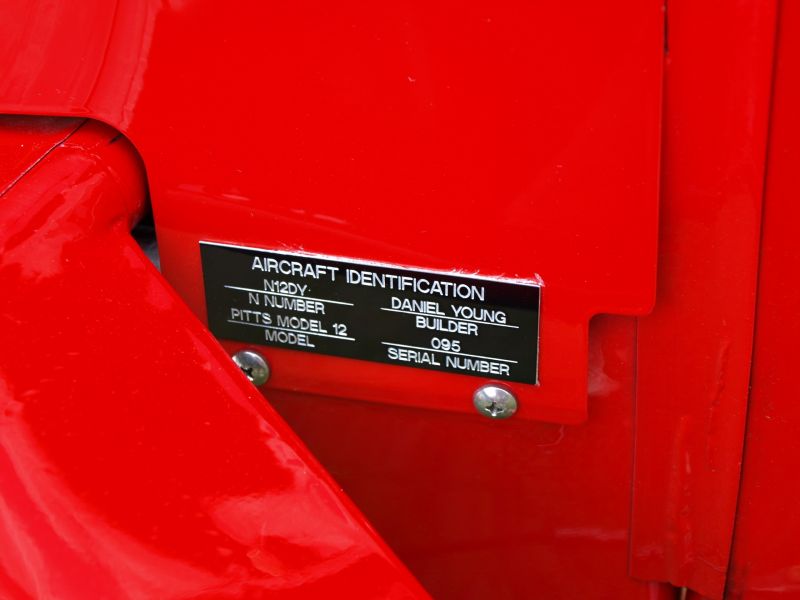 AIRCRAFT IDENTIFICATION
N12DY
N NUMBER
PITTS MODEL 12
MODEL
DANIEL YOUNG
BUILDER
095
SERIAL NUMBER